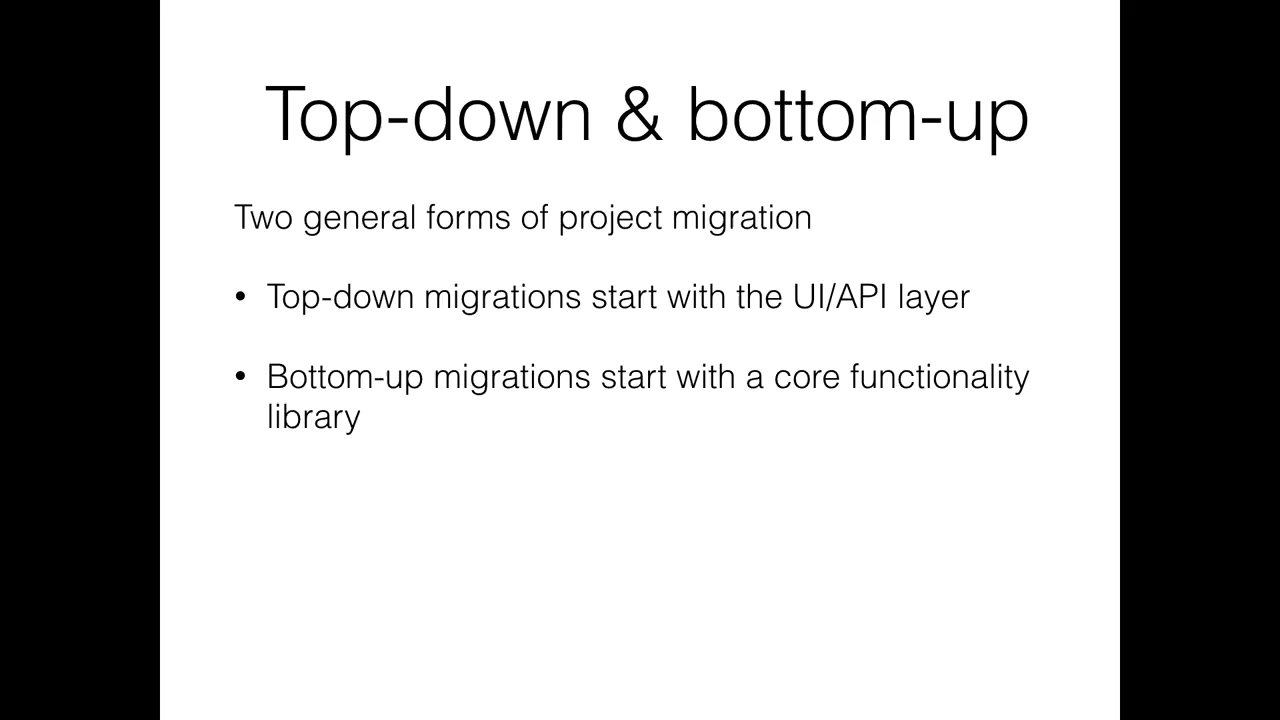 Top-down & bottom-up
Two general forms of project migration
• Top-down migrations start with the UI/API layer
• Bottom-up migrations start with a core functionality
library